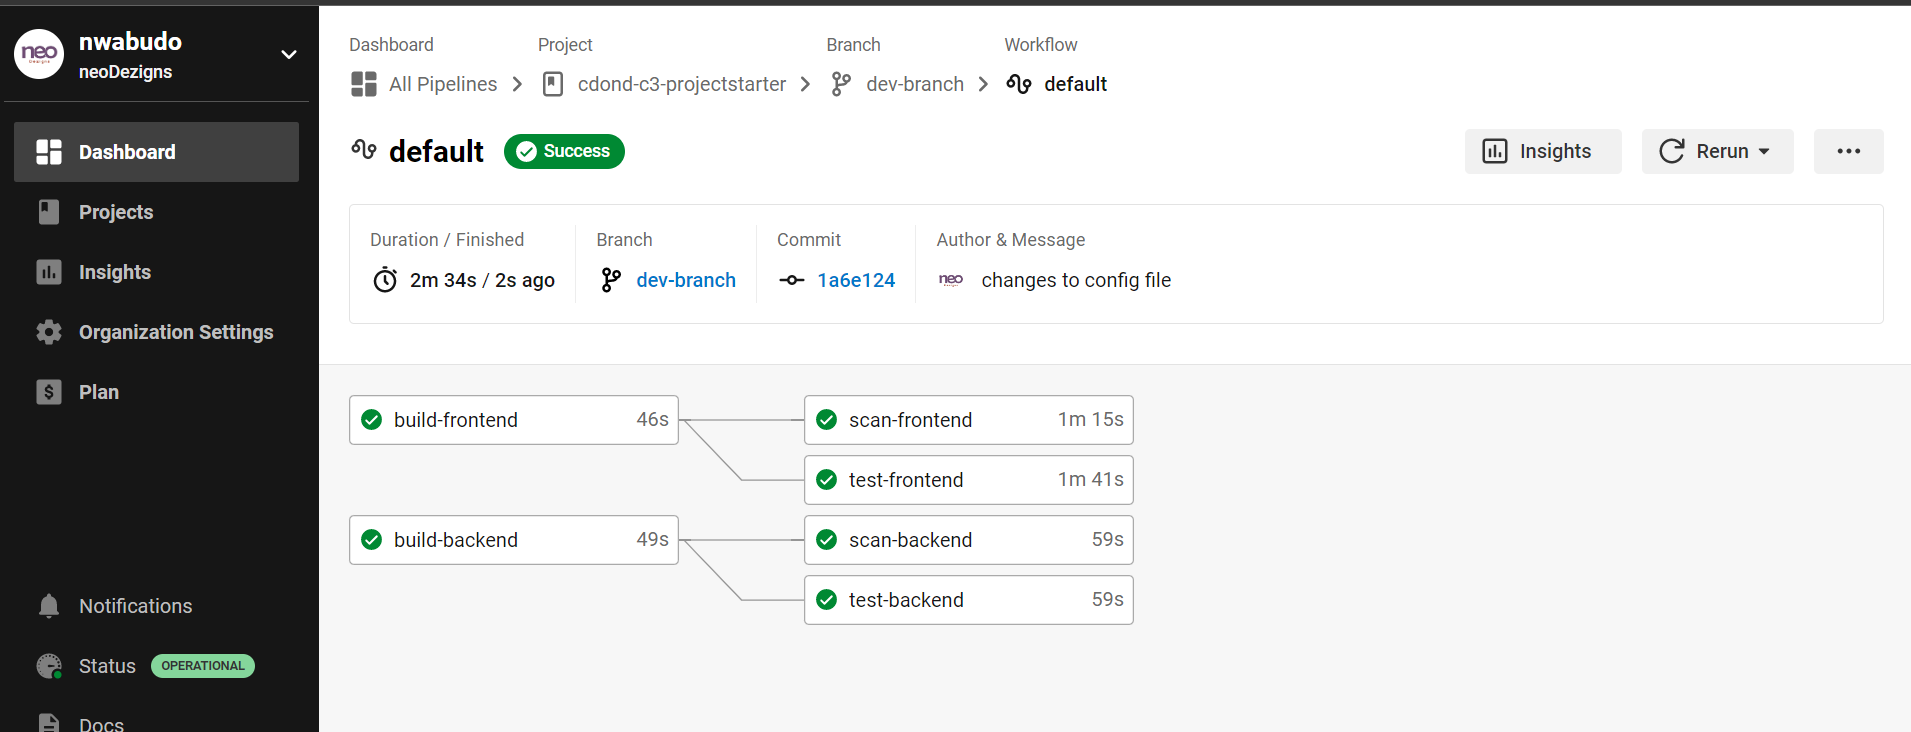 neo
Dezigns
nwabudo
neoDezigns
Dashboard
Projects
Insights
Organization Settings
Plan
Notifications
Status OPERATIONAL
Docs
Dashboard Project Branch Workflow
All Pipelines cdond-c3-projectstarter dev-branch default
default Success Insights Rerun
Duration / Finished Branch Commit Author & Message
2m 34s / 2s ago dev-branch 1a6e124 neo changes to config file
build-frontend 46s scan-frontend 1m 15s
test-frontend 1m 41s
build-backend 49s scan-backend 59s
test-backend 59s